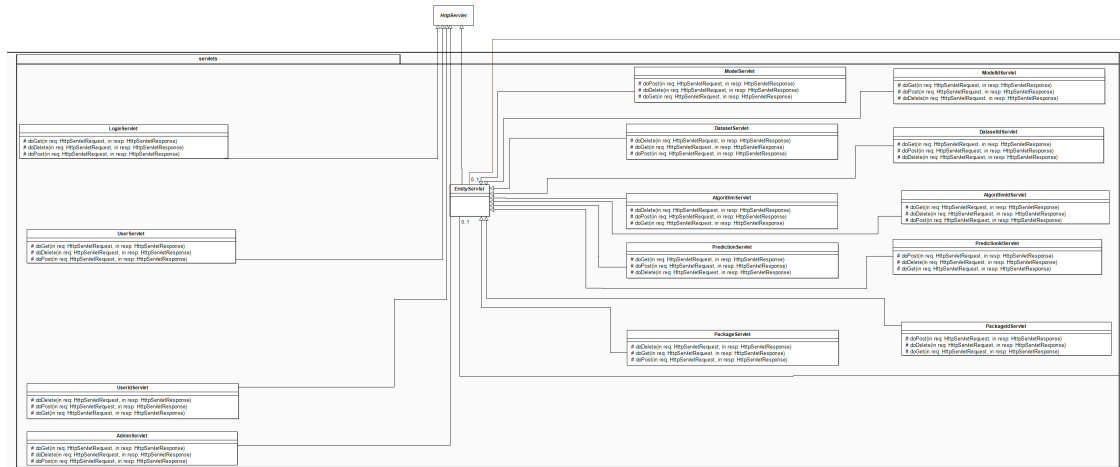 HttpServlet
servlets
ModelServlet
# doPost(in req: HttpServletRequest, in resp: HttpServletResponse)
# doDelete(in req: HttpServletRequest, in resp: HttpServletResponse)
# doGet(in req: HttpServletRequest, in resp: HttpServletResponse)
ModelIdServlet
# doGet(in req: HttpServletRequest, in resp: HttpServletResponse)
# doPost(in req: HttpServletRequest, in resp: HttpServletResponse)
# doDelete(in req: HttpServletRequest, in resp: HttpServletResponse)
LoginServlet
# doGet(in req: HttpServletRequest, in resp: HttpServletResponse)
# doDelete(in req: HttpServletRequest, in resp: HttpServletResponse)
# doPost(in req: HttpServletRequest, in resp: HttpServletResponse)
DatasetServlet
# doDelete(in req: HttpServletRequest, in resp: HttpServletResponse)
# doGet(in req: HttpServletRequest, in resp: HttpServletResponse)
# doPost(in req: HttpServletRequest, in resp: HttpServletResponse)
DatasetIdServlet
# doGet(in req: HttpServletRequest, in resp: HttpServletResponse)
# doPost(in req: HttpServletRequest, in resp: HttpServletResponse)
# doDelete(in req: HttpServletRequest, in resp: HttpServletResponse)
0..1
EntityServlet
0..1
AlgorithmServlet
# doDelete(in req: HttpServletRequest, in resp: HttpServletResponse)
# doPost(in req: HttpServletRequest, in resp: HttpServletResponse)
# doGet(in req: HttpServletRequest, in resp: HttpServletResponse)
AlgorithmIdServlet
# doGet(in req: HttpServletRequest, in resp: HttpServletResponse)
# doDelete(in req: HttpServletRequest, in resp: HttpServletResponse)
# doPost(in req: HttpServletRequest, in resp: HttpServletResponse)
UserServlet
# doGet(in req: HttpServletRequest, in resp: HttpServletResponse)
# doDelete(in req: HttpServletRequest, in resp: HttpServletResponse)
# doPost(in req: HttpServletRequest, in resp: HttpServletResponse)
PredictionServlet
# doGet(in req: HttpServletRequest, in resp: HttpServletResponse)
# doPost(in req: HttpServletRequest, in resp: HttpServletResponse)
# doDelete(in req: HttpServletRequest, in resp: HttpServletResponse)
PredictionIdServlet
# doPost(in req: HttpServletRequest, in resp: HttpServletResponse)
# doDelete(in req: HttpServletRequest, in resp: HttpServletResponse)
# doGet(in req: HttpServletRequest, in resp: HttpServletResponse)
PackageServlet
# doDelete(in req: HttpServletRequest, in resp: HttpServletResponse)
# doGet(in req: HttpServletRequest, in resp: HttpServletResponse)
# doPost(in req: HttpServletRequest, in resp: HttpServletResponse)
PackageIdServlet
# doPost(in req: HttpServletRequest, in resp: HttpServletResponse)
# doDelete(in req: HttpServletRequest, in resp: HttpServletResponse)
# doGet(in req: HttpServletRequest, in resp: HttpServletResponse)
UserIdServlet
# doDelete(in req: HttpServletRequest, in resp: HttpServletResponse)
# doPost(in req: HttpServletRequest, in resp: HttpServletResponse)
# doGet(in req: HttpServletRequest, in resp: HttpServletResponse)
AdminServlet
# doGet(in req: HttpServletRequest, in resp: HttpServletResponse)
# doDelete(in req: HttpServletRequest, in resp: HttpServletResponse)
# doPost(in req: HttpServletRequest, in resp: HttpServletResponse)